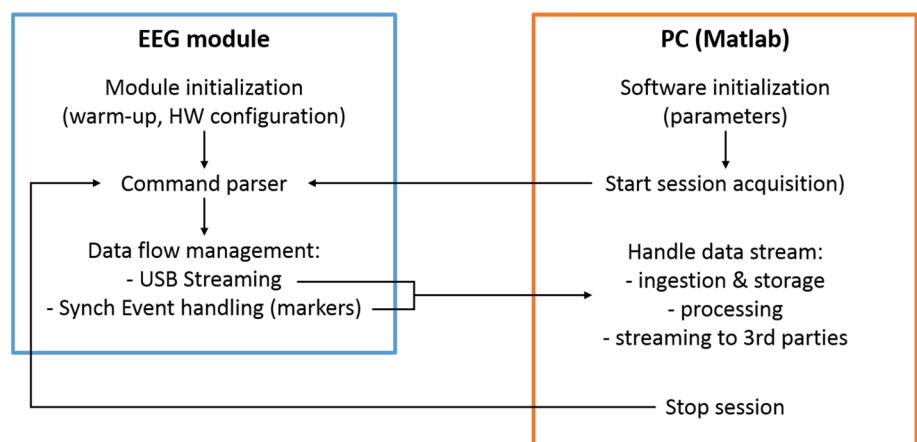 EEG module
Module initialization
(warm-up, HW configuration)
Command parser
Data flow management:
- USB Streaming
- Synch Event handling (markers)
PC (Matlab)
Software initialization
(parameters)
Start session acquisition)
Handle data stream:
- ingestion & storage
- processing
- streaming to 3rd parties
Stop session